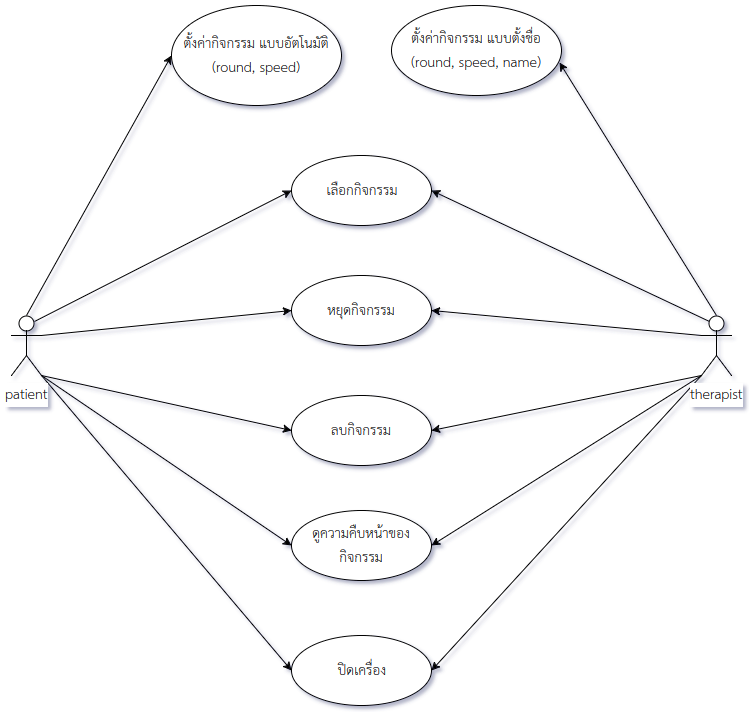 ตั้งค่ากิจกรรม แบบอัตโนมัติ
(round, speed)
ตั้งค่ากิจกรรม แบบตั้งชื่อ
(round, speed, name)
เลือกกิจกรรม
หยุดกิจกรรม
patient
therapist
ลบกิจกรรม
ดูความคืบหน้าของ
กิจกรรม
ปิดเครื่อง